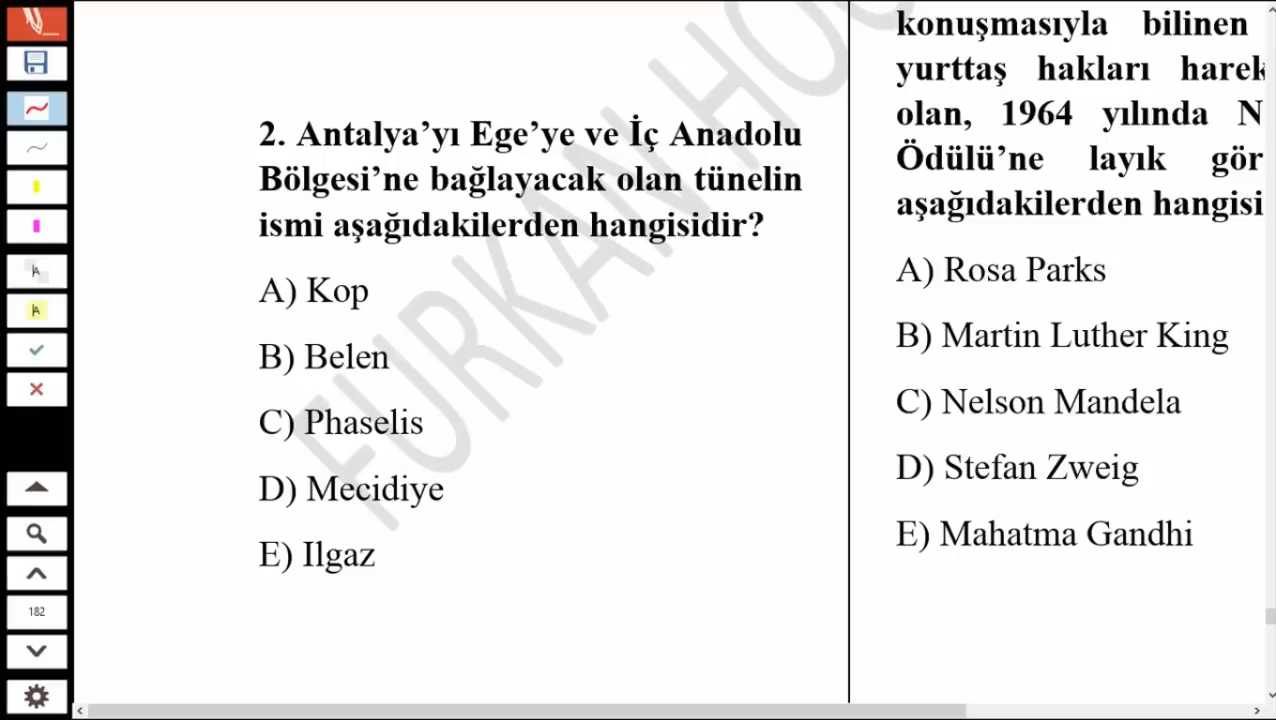 2. Antalya’yı Ege’ye ve İç Anadolu
Bölgesi’ne bağlayacak olan tünelin
ismi aşağıdakilerden hangisidir?
A) Kop
B) Belen
C) Phaselis
D) Mecidiye
E) Ilgaz
konuşmasıyla bilinen
yurttaş hakları harek
olan, 1964 yılında N
Ödülü’ne layık gör
aşağıdakilerden hangisi
A) Rosa Parks
B) Martin Luther King
C) Nelson Mandela
D) Stefan Zweig
E) Mahatma Gandhi
FURKAN HO
182